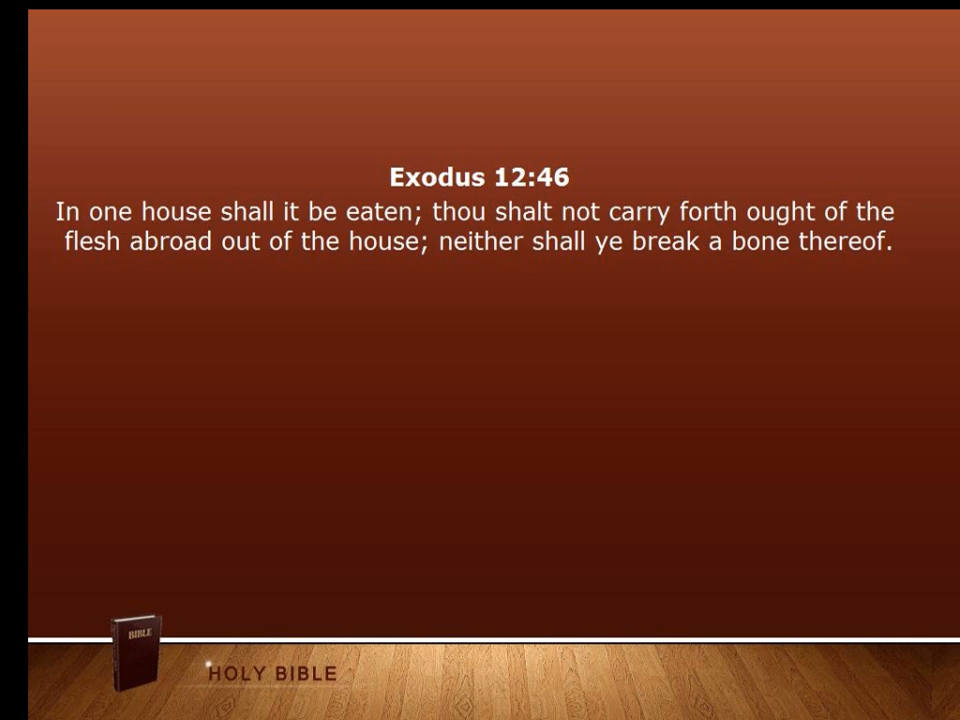 Exodus 12:46
In one house shall it be eaten; thou shalt not carry forth ought of the
flesh abroad out of the house; neither shall ye break a bone thereof.
BIBLE
HOLY BIBLE